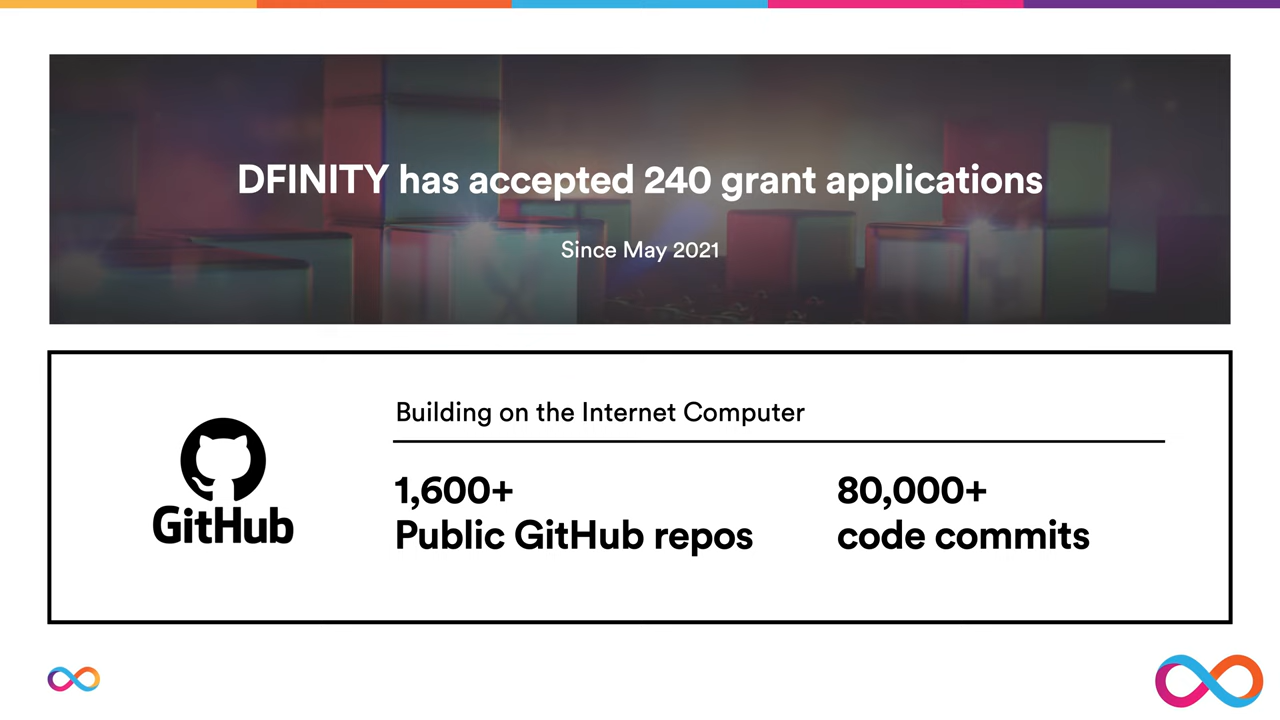 DFINITY has accepted 240 grant applications
Since May 2021
Building on the Internet Computer
GitHub
1,600+
Public GitHub repos
80,000+
code commits